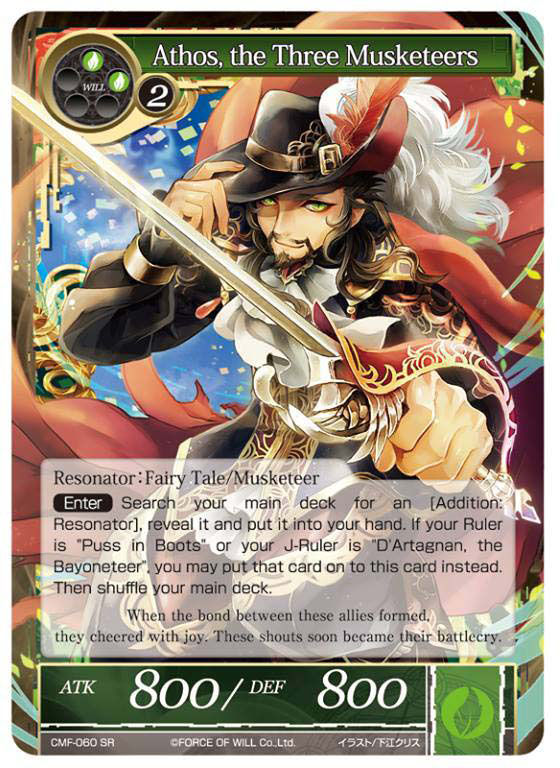 Athos, the Three Musketeers
WILL
2
Resonator：Fairy Tale/Musketeer
Enter Search your main deck for an [Addition:
Resonator], reveal it and put it into your hand. If your Ruler
is "Puss in Boots" or your J-Ruler is "D'Artagnan, the
Bayoneteer", you may put that card on to this card instead.
Then shuffle your main deck.
When the bond between these allies formed,
they cheered with joy. These shouts soon became their battlecry.
ATK 800 / DEF 800
CMF-060 SR ©FORCE OF WILL Co.,Ltd. イラスト/下江クリス